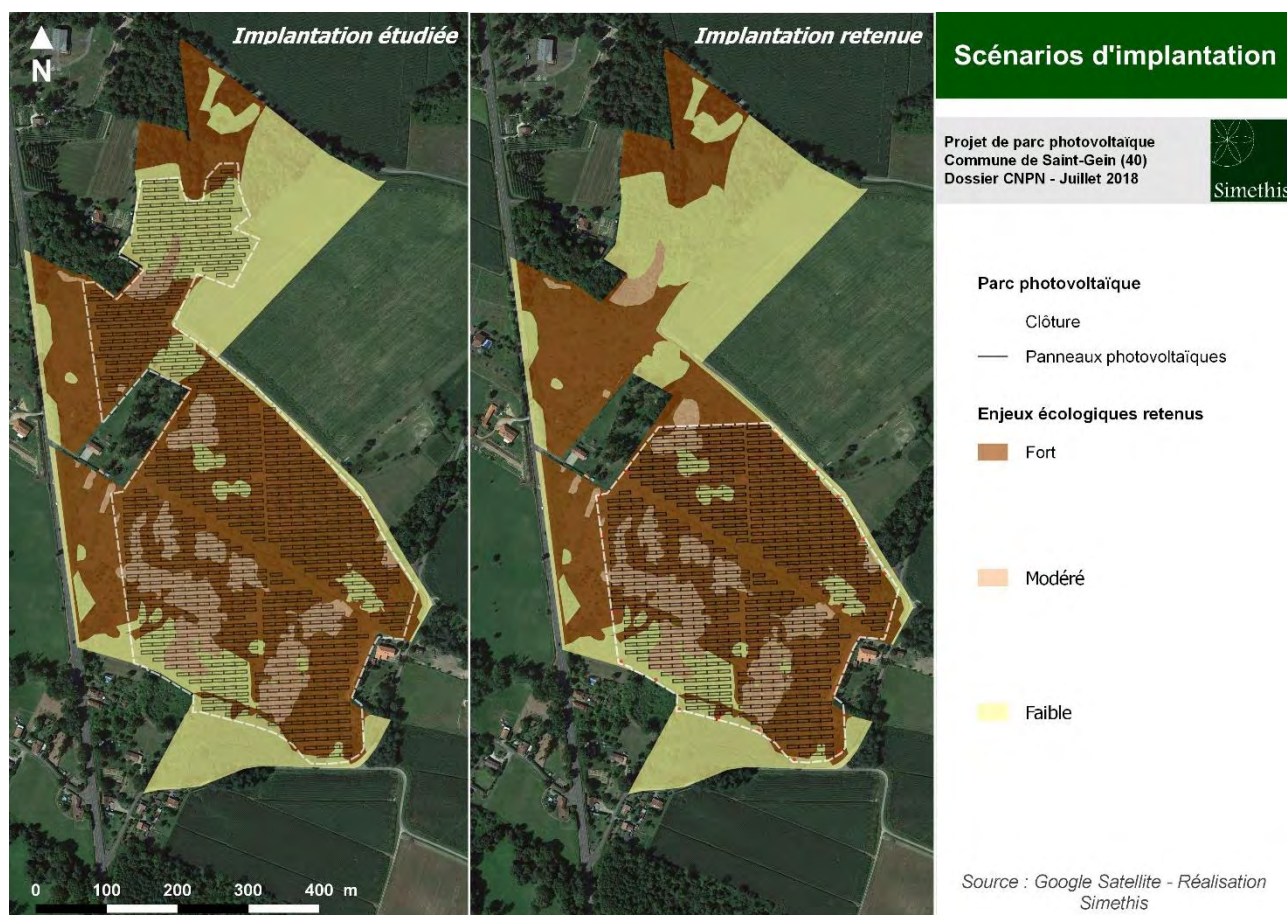 Implantation étudiée
N
0 100 200 300 400 m
Implantation retenue
Scénarios d'implantation
Projet de parc photovoltaïque
Commune de Saint-Gein (40)
Dossier CNPN - Juillet 2018
Simethis
Parc photovoltaïque
Clôture
Panneaux photovoltaïques
Enjeux écologiques retenus
Fort
Modéré
Faible
Source : Google Satellite - Réalisation
Simethis